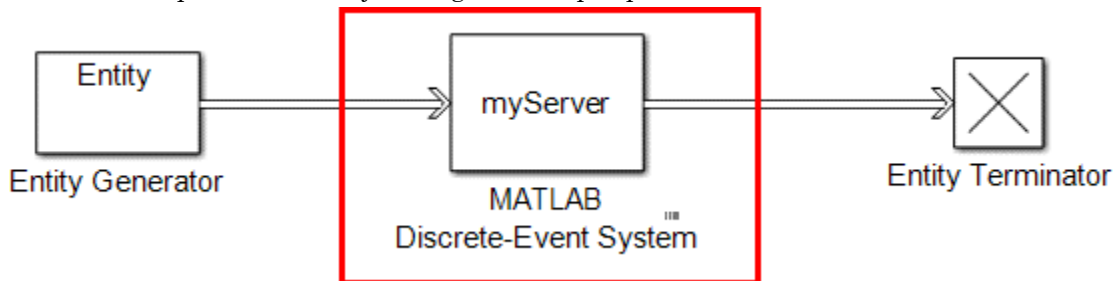 Entity
Entity Generator
myServer
MATLAB
Discrete-Event System
Entity Terminator